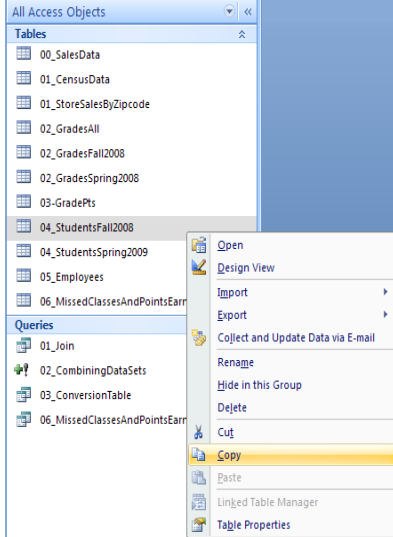 All Access Objects
Tables
00_SalesData
01_CensusData
01_StoreSalesByZipcode
02_GradesAll
02_GradesFall2008
02_GradesSpring2008
03-GradePts
04_StudentsFall2008
04_StudentsSpring2009
05_Employees
06_MissedClassesAndPointsEarn
Queries
01_Join
02_CombiningDataSets
03_ConversionTable
06_MissedClassesAndPointsEarn
Open
Design View
Import
Export
Collect and Update Data via E-mail
Rename
Hide in this Group
Delete
Cut
Copy
Paste
Linked Table Manager
Table Properties